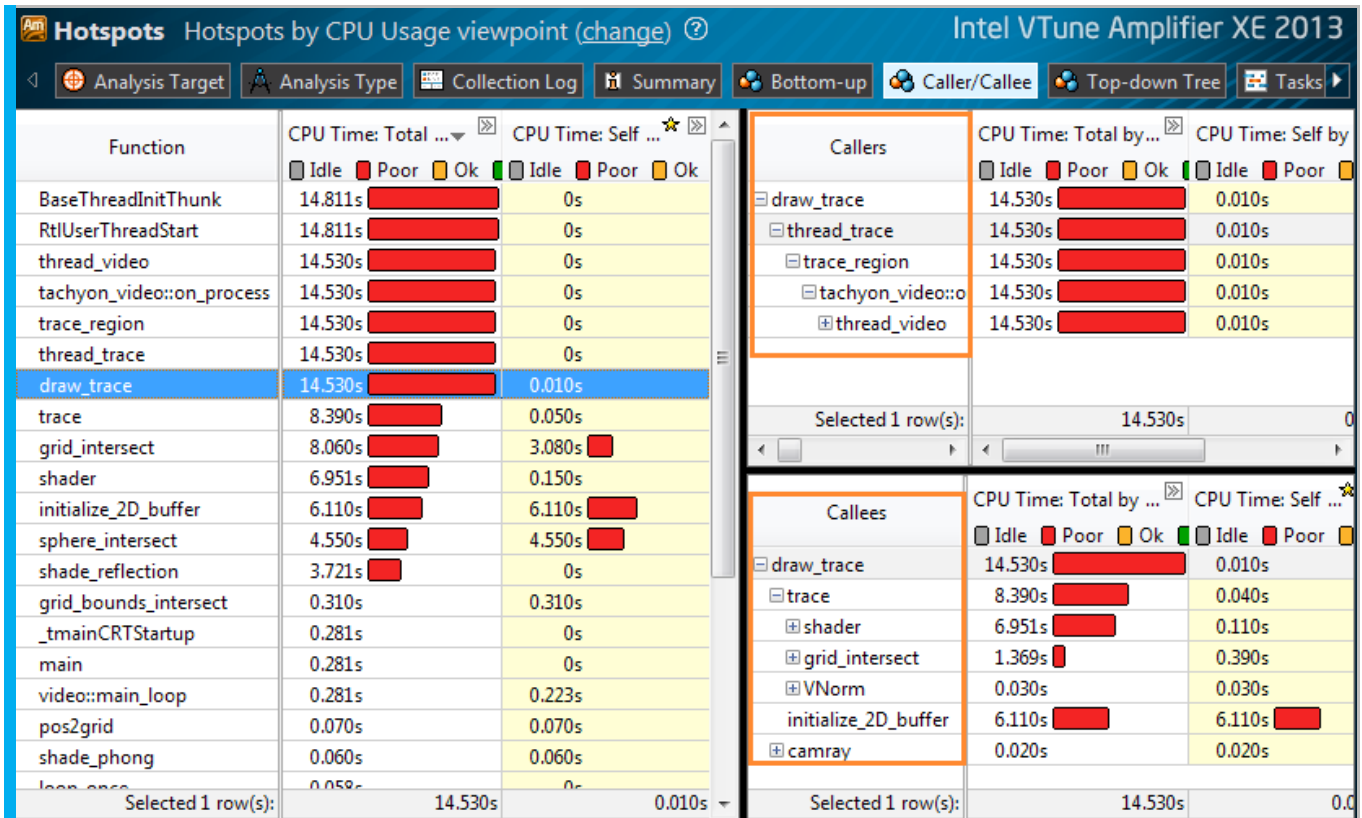 Hotspots Hotspots by CPU Usage viewpoint (change) ? Intel VTune Amplifier XE 2013
Analysis Target Analysis Type Collection Log Summary Bottom-up Caller/Callee Top-down Tree Tasks
Function CPU Time: Total ... CPU Time: Self ...
Idle Poor Ok Idle Poor Ok
BaseThreadInitThunk 14.811s 0s
RtlUserThreadStart 14.811s 0s
thread_video 14.530s 0s
tachyon_video::on_process 14.530s 0s
trace_region 14.530s 0s
thread_trace 14.530s 0s
draw_trace 14.530s 0.010s
trace 8.390s 0.050s
grid_intersect 8.060s 3.080s
shader 6.951s 0.150s
initialize_2D_buffer 6.110s 6.110s
sphere_intersect 4.550s 4.550s
shade_reflection 3.721s 0s
grid_bounds_intersect 0.310s 0.310s
_tmainCRTStartup 0.281s 0s
main 0.281s 0s
video::main_loop 0.281s 0.223s
pos2grid 0.070s 0.070s
shade_phong 0.060s 0.060s
loop_once 0.058s 0s
Selected 1 row(s): 14.530s 0.010s
Callers CPU Time: Total by... CPU Time: Self by
Idle Poor Ok Idle Poor
draw_trace 14.530s 0.010s
thread_trace 14.530s 0.010s
trace_region 14.530s 0.010s
tachyon_video::o 14.530s 0.010s
thread_video 14.530s 0.010s
Selected 1 row(s): 14.530s 0
Callees CPU Time: Total by ... CPU Time: Self ...
Idle Poor Ok Idle Poor
draw_trace 14.530s 0.010s
trace 8.390s 0.040s
shader 6.951s 0.110s
grid_intersect 1.369s 0.390s
VNorm 0.030s 0.030s
initialize_2D_buffer 6.110s 6.110s
camray 0.020s 0.020s
Selected 1 row(s): 14.530s 0.0